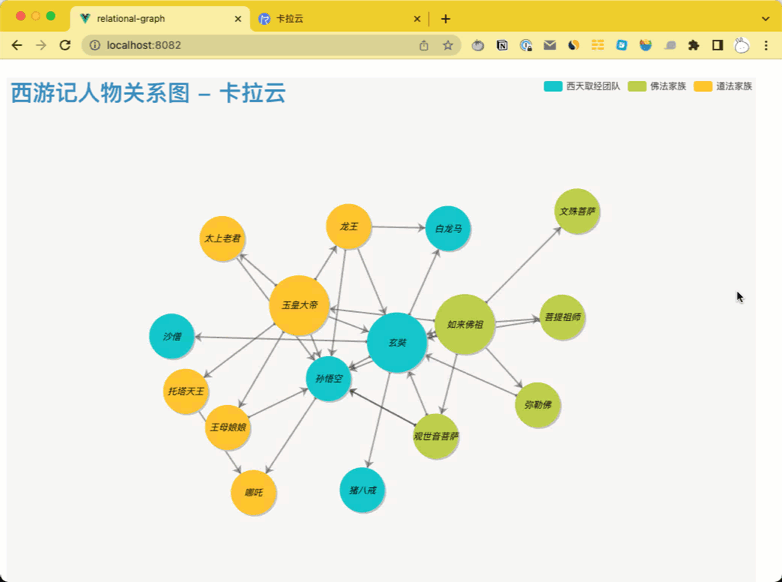 relational-graph
卡拉云
localhost:8082
西游记人物关系图 – 卡拉云
西天取经团队
佛法家族
道法家族
文殊菩萨
龙王
白龙马
太上老君
玉皇大帝
如来佛祖
菩提祖师
沙僧
玄奘
孙悟空
托塔天王
弥勒佛
王母娘娘
观世音菩萨
哪吒
猪八戒